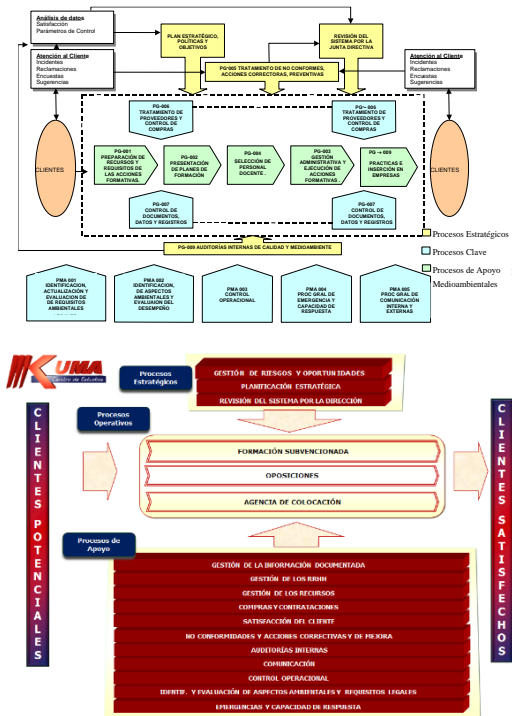 Análisis de datos
Satisfacción
Parámetros de Control
PLAN ESTRATÉGICO,
POLÍTICAS Y
OBJETIVOS
REVISIÓN DEL
SISTEMA POR LA
JUNTA DIRECTIVA
Atención al Cliente
Incidentes
Reclamaciones
Encuestas
Sugerencias
PG*005 TRATAMIENTO DE NO CONFORMES,
ACCIONES CORRECTORAS, PREVENTIVAS
Atención al Cliente
Incidentes
Reclamaciones
Encuestas
Sugerencias
PG-006
TRATAMIENTO DE
PROVEEDORES Y
CONTROL DE
COMPRAS
PG~-006
TRATAMIENTO DE
PROVEEDORES Y
CONTROL DE
COMPRAS
CLIENTES
PG-001
PREPARACIÓN DE
RECURSOS Y
REQUISITOS DE
LAS ACCIONES
FORMATIVAS.
PG-002
PRESENTACIÓN
DE PLANES DE
FORMACIÓN
PG-004
SELECCIÓN DE
PERSONAL
DOCENTE .
PG-003
GESTIÓN
ADMINISTRATIVA Y
EJECUCIÓN DE
ACCIONES
FORMATIVAS .
PG → 009
PRACTICAS E
INSERCIÓN EN
EMPRESAS
CLIENTES
PG-007
CONTROL DE
DOCUMENTOS,
DATOS Y REGISTROS
PG-007
CONTROL DE
DOCUMENTOS,
DATOS Y REGISTROS
PG-009 AUDITORÍAS INTERNAS DE CALIDAD Y MEDIOAMBIENTE
Procesos Estratégicos
Procesos Clave
Procesos de Apoyo
Medioambientales
PMA 001
IDENTIFICACIÓN,
ACTUALIZACIÓN Y
EVALUACIÓN DE
DE REQUISITOS
AMBIENTALES
PMA 002
IDENTIFICACION,
DE ASPECTOS
AMBIENTALES Y
EVALUAION DEL
DESEMPEÑO
PMA 003
CONTROL
OPERACIONAL
PMA 004
PROC GRAL DE
EMERGENCIA Y
CAPACIDAD DE
RESPUESTA
PMA 005
PROC GRAL DE
COMUNICACIÓN
INTERNA Y
EXTERNAS
KUMA
Centro de Estudios
Procesos
Estratégicos
GESTIÓN DE RIESGOS Y OPORTUNIDADES
PLANIFICACIÓN ESTRATÉGICA
REVISIÓN DEL SISTEMA POR LA DIRECCIÓN
CLIENTES POTENCIALES
Procesos
Operativos
FORMACIÓN SUBVENCIONADA
OPOSICIONES
AGENCIA DE COLOCACIÓN
CLIENTES SATISFECHOS
Procesos de
Apoyo
GESTIÓN DE LA INFORMACIÓN DOCUMENTADA
GESTIÓN DE LOS RRHH
GESTIÓN DE LOS RECURSOS
COMPRAS Y CONTRATACIONES
SATISFACCIÓN DEL CLIENTE
NO CONFORMIDADES Y ACCIONES CORRECTIVAS Y DE MEJORA
AUDITORÍAS INTERNAS
COMUNICACIÓN
CONTROL OPERACIONAL
IDENTIF. Y EVALUACIÓN DE ASPECTOS AMBIENTALES Y REQUISITOS LEGALES
EMERGENCIAS Y CAPACIDAD DE RESPUESTA